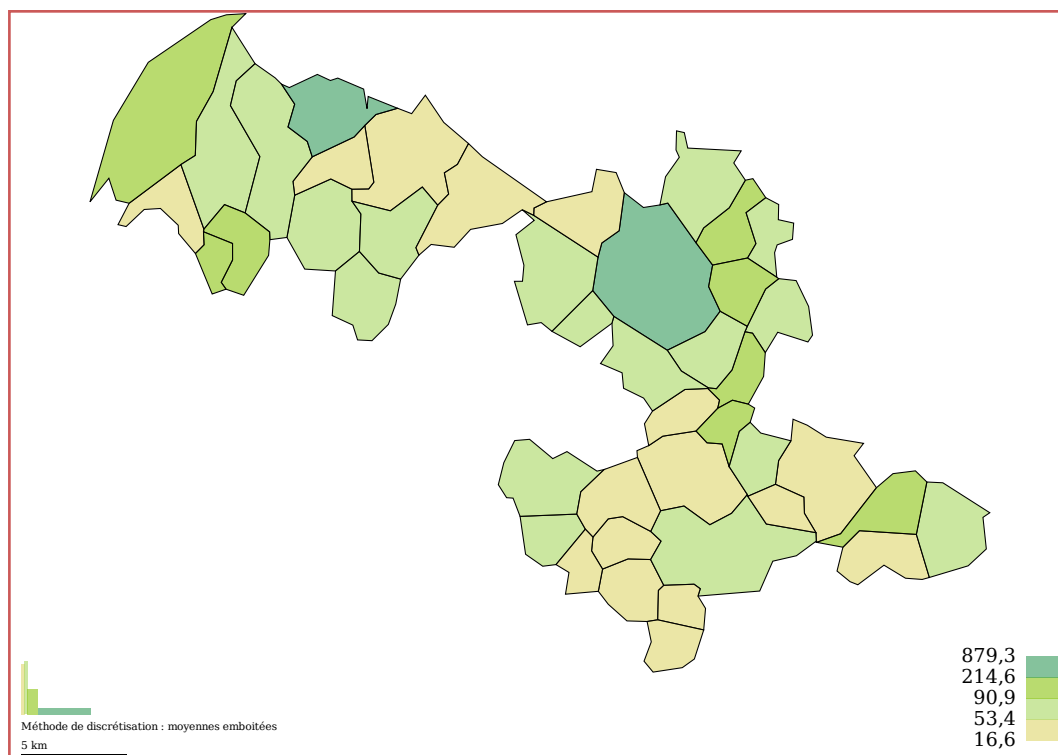 879,3
214,6
90,9
53,4
16,6
Méthode de discrétisation : moyennes emboitées
5 km